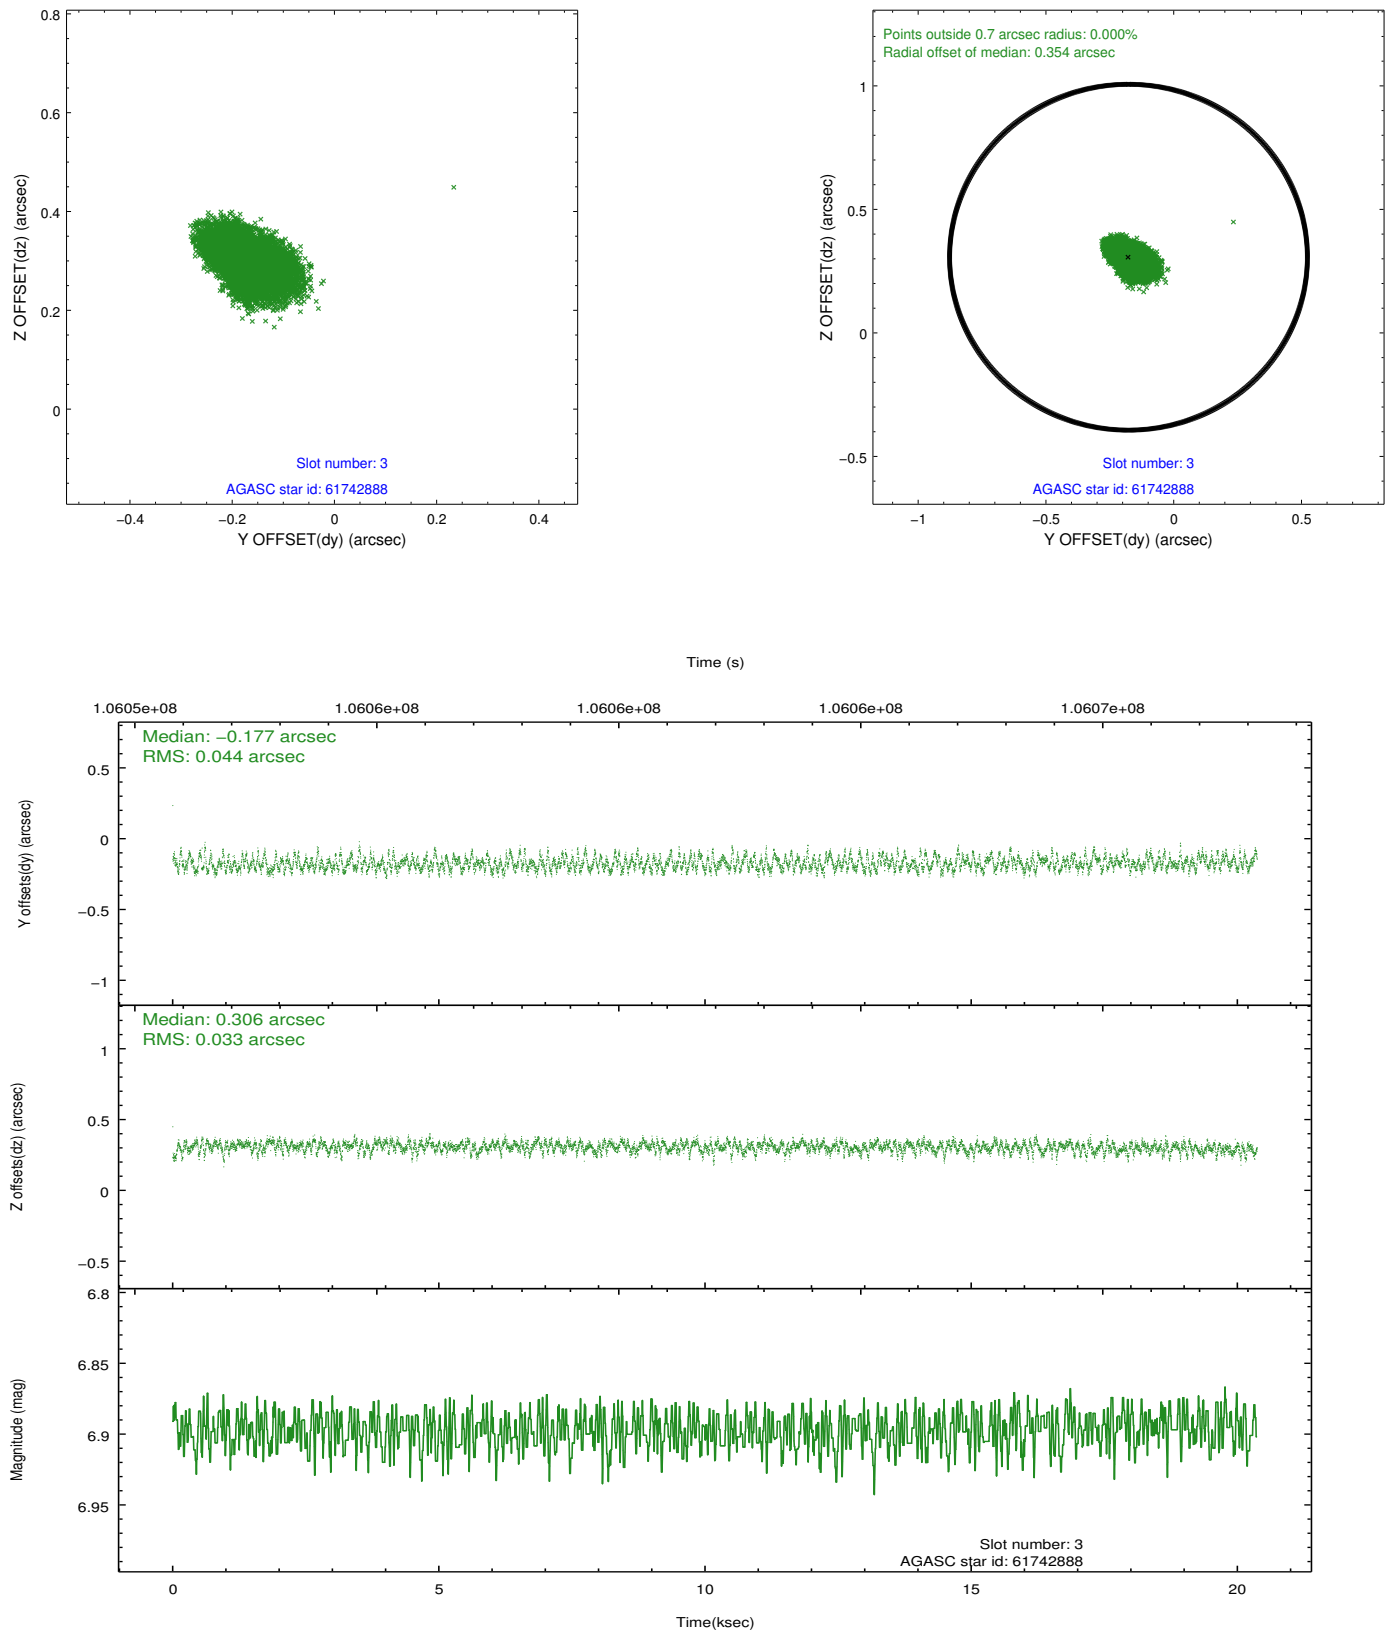 0.8
0.6
0.4
0.2
0
Z OFFSET(dz) (arcsec)
Slot number: 3
AGASC star id: 61742888
−0.4 −0.2 0 0.2 0.4
Y OFFSET(dy) (arcsec)
Points outside 0.7 arcsec radius: 0.000%
Radial offset of median: 0.354 arcsec
1
0.5
0
−0.5
Z OFFSET(dz) (arcsec)
Slot number: 3
AGASC star id: 61742888
−1 −0.5 0 0.5
Y OFFSET(dy) (arcsec)
Time (s)
1.0605e+08 1.0606e+08 1.0606e+08 1.0606e+08 1.0607e+08
Median: −0.177 arcsec
RMS: 0.044 arcsec
0.5
0
−0.5
−1
Y offsets(dy) (arcsec)
Median: 0.306 arcsec
RMS: 0.033 arcsec
1
0.5
0
−0.5
Z offsets(dz) (arcsec)
6.8
6.85
6.9
6.95
Magnitude (mag)
Slot number: 3
AGASC star id: 61742888
0 5 10 15 20
Time(ksec)